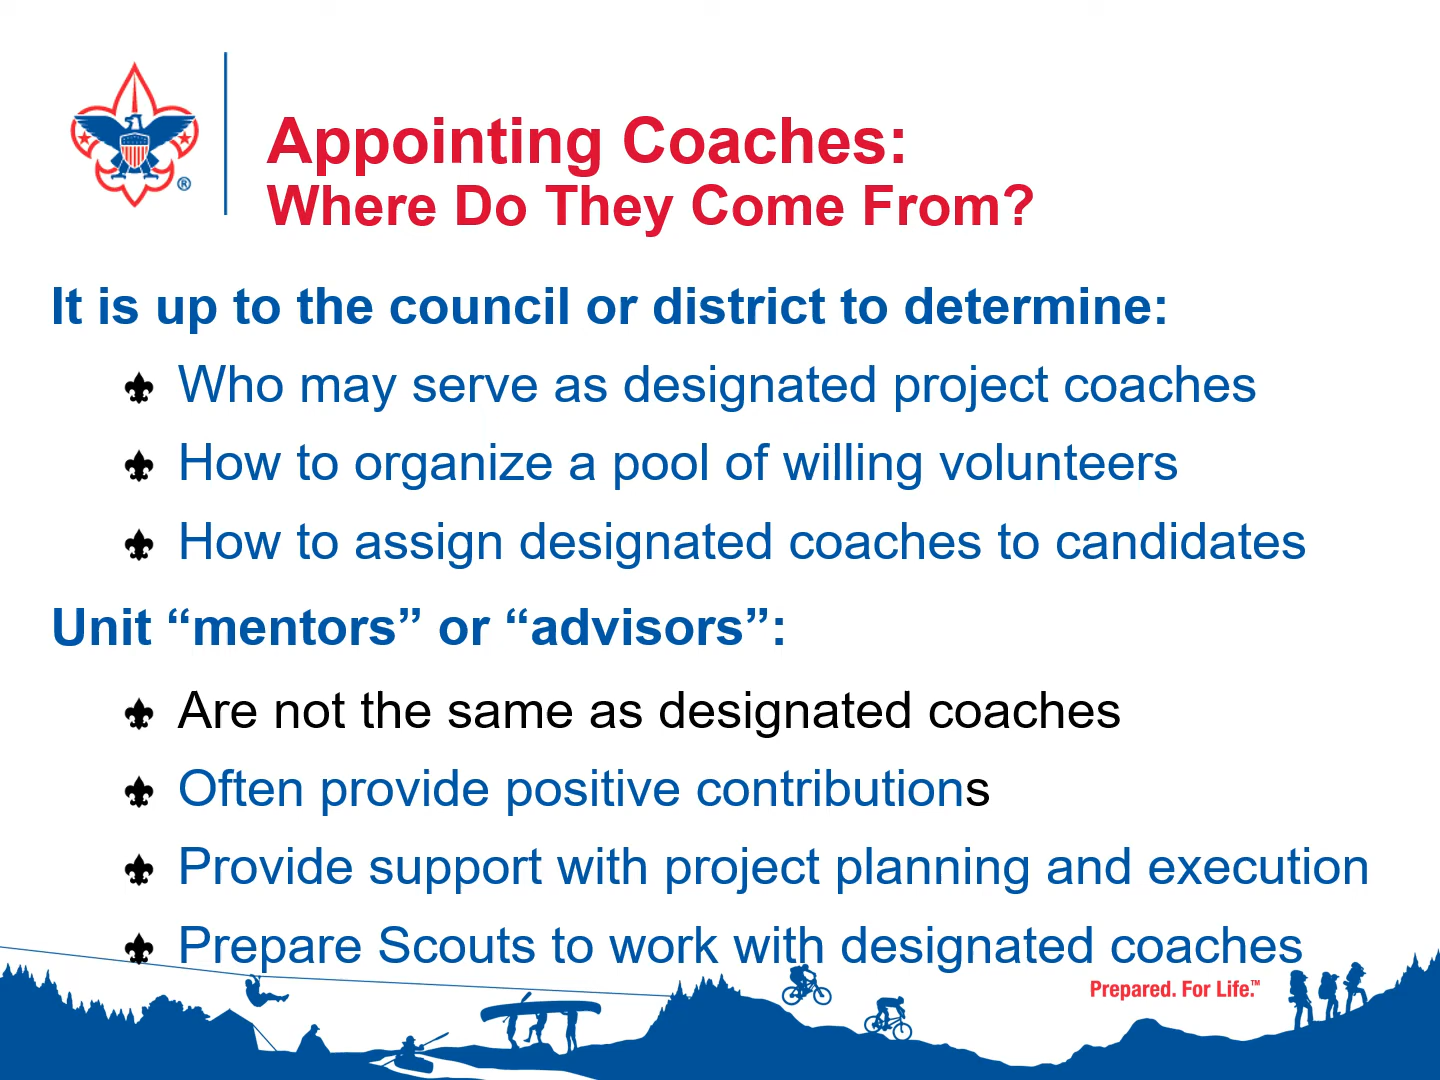 ®
Appointing Coaches:
Where Do They Come From?
It is up to the council or district to determine:
Who may serve as designated project coaches
How to organize a pool of willing volunteers
How to assign designated coaches to candidates
Unit “mentors” or “advisors”:
Are not the same as designated coaches
Often provide positive contributions
Provide support with project planning and execution
Prepare Scouts to work with designated coaches
Prepared. For Life.™